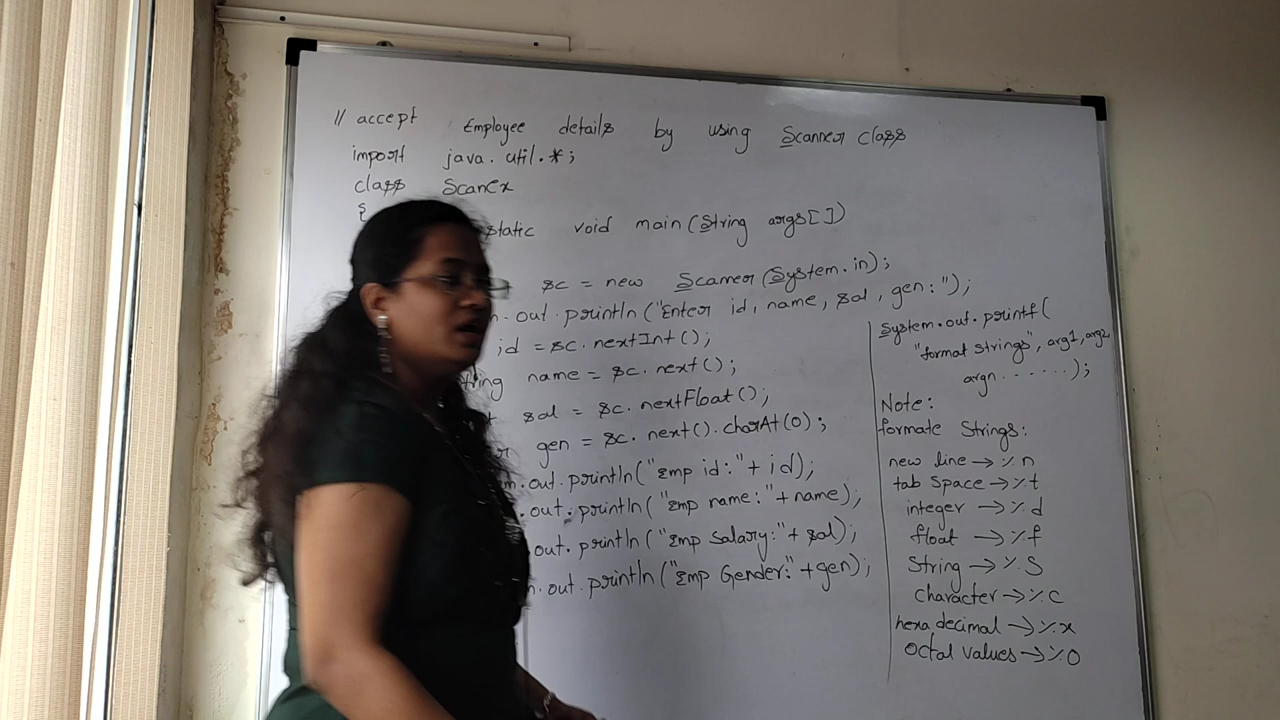 // accept Employee details by using Scanner class
import java.util.*;
class Scanex
{
static void main(String args[])
sc = new Scanner(System.in);
out.println("Enter id, name, sal, gen:");
id = sc.nextInt();
name = sc.next();
sal = sc.nextFloat();
gen = sc.next().charAt(0);
out.println("Emp id:"+ id);
out.println("Emp name:"+ name);
out.println("Emp Salary:"+ sal);
out.println("Emp Gender:"+gen);
System.out.printf(
"format strings", arg1, arg2
argn ......);
Note:
formate Strings:
new line → %n
tab Space → %t
integer → %d
float → %f
String → %S
character → %c
hexa decimal → %x
octal values → %O